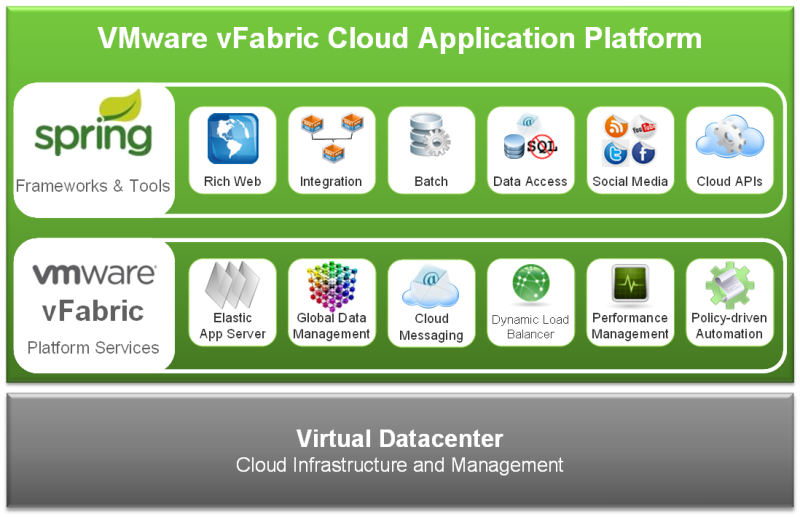 VMware vFabric Cloud Application Platform
spring
Frameworks & Tools
Rich Web
Integration
Batch
SQL
Data Access
You Tube
Social Media
Cloud APIs
vmware
vFabric
Platform Services
Elastic
App Server
Global Data
Management
@
Cloud
Messaging
Dynamic Load
Balancer
Performance
Management
Policy-driven
Automation
Virtual Datacenter
Cloud Infrastructure and Management